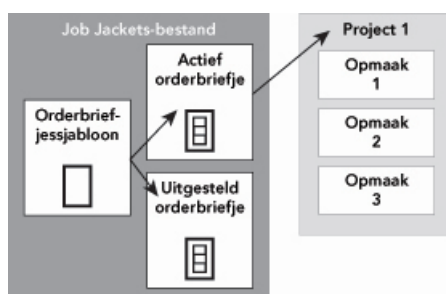 Job Jackets-bestand
Project 1
Actief
orderbriefje
Orderbrief-
jessjabloon
Uitgesteld
orderbriefje
Opmaak
1
Opmaak
2
Opmaak
3